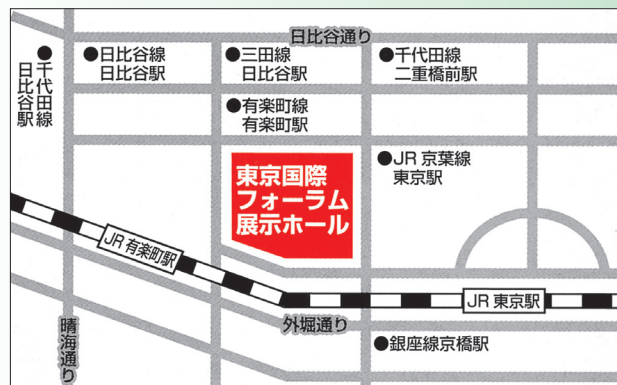 日比谷通り
●千代田線
日比谷駅
●日比谷線
日比谷駅
●三田線
日比谷駅
●千代田線
二重橋前駅
●有楽町線
有楽町駅
東京国際
フォーラム
展示ホール
●JR 京葉線
東京駅
JR 有楽町駅
JR 東京駅
晴海通り
外堀通り
●銀座線京橋駅